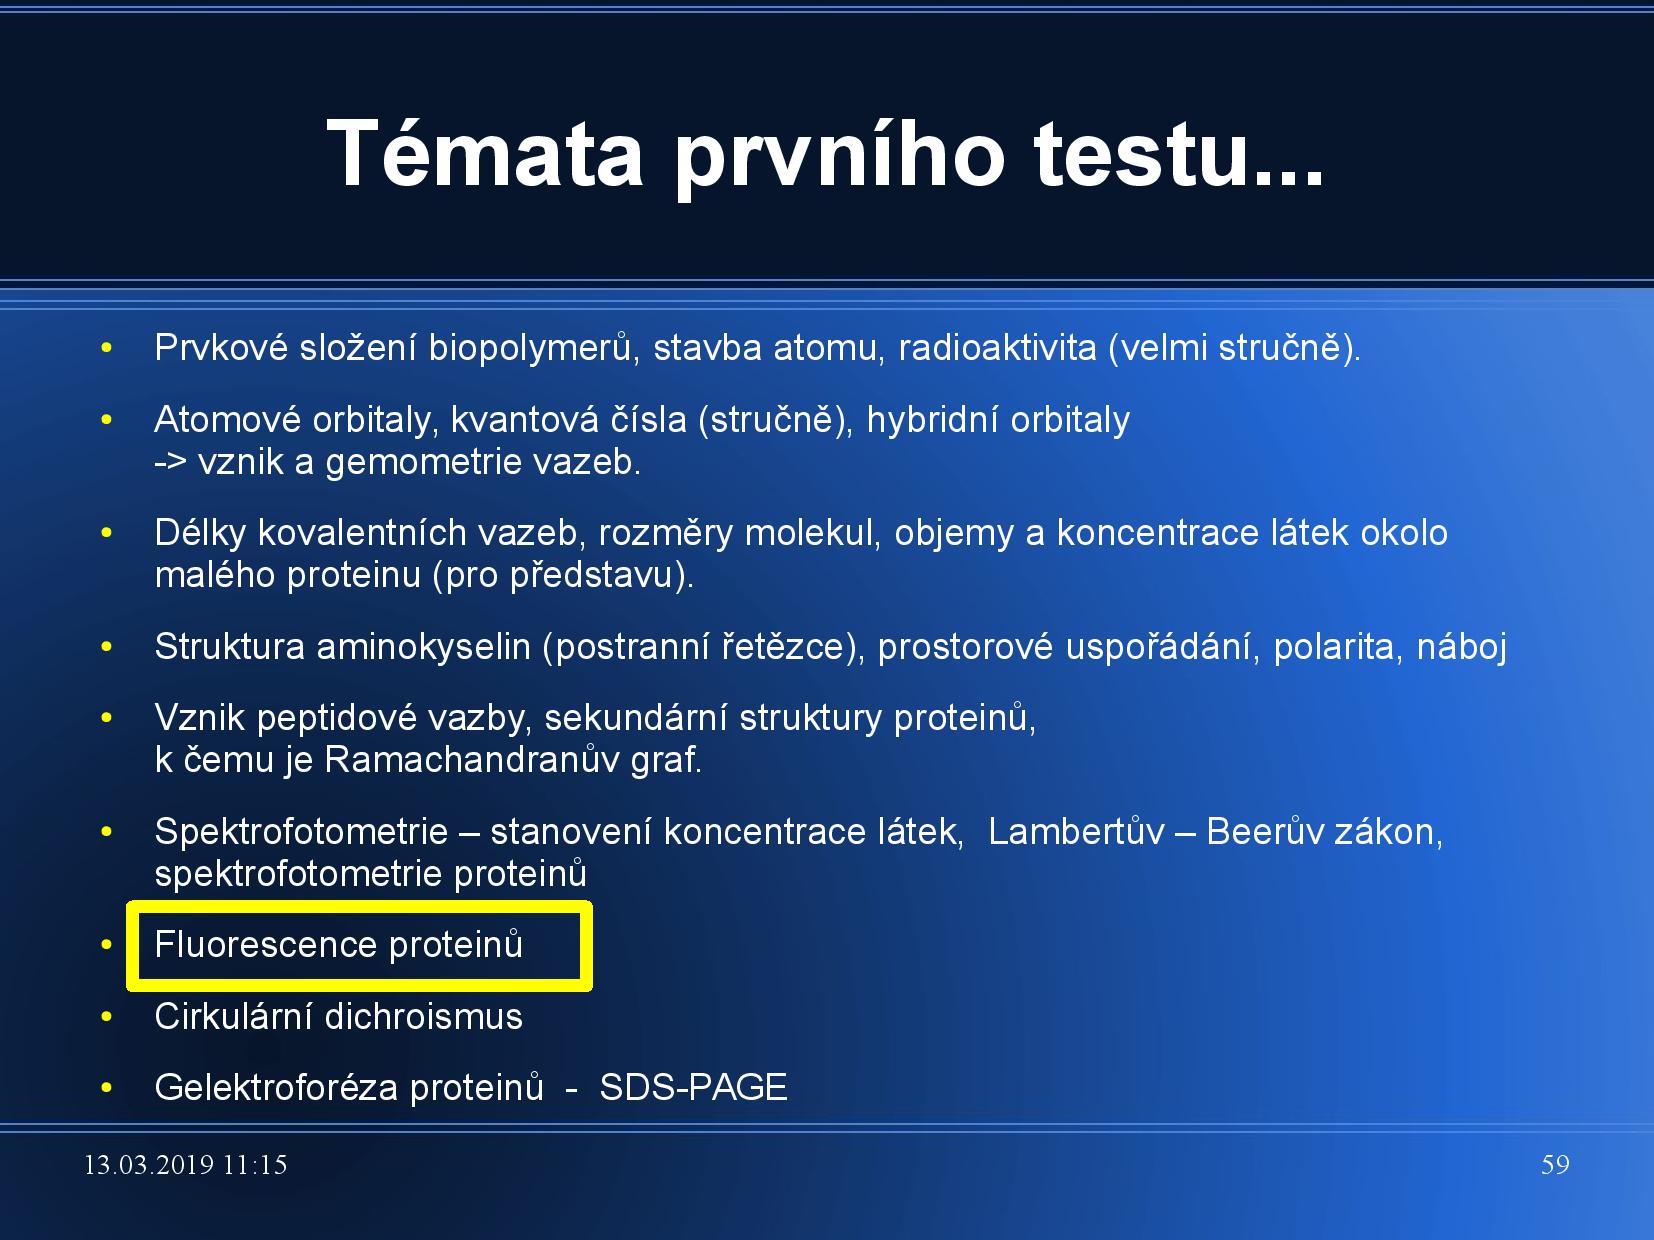 Témata prvního testu...
• Prvkové složení biopolymerů, stavba atomu, radioaktivita (velmi stručně).
• Atomové orbitaly, kvantová čísla (stručně), hybridní orbitaly
-> vznik a gemometrie vazeb.
• Délky kovalentních vazeb, rozměry molekul, objemy a koncentrace látek okolo
malého proteinu (pro představu).
• Struktura aminokyselin (postranní řetězce), prostorové uspořádání, polarita, náboj
• Vznik peptidové vazby, sekundární struktury proteinů,
k čemu je Ramachandranův graf.
• Spektrofotometrie – stanovení koncentrace látek,  Lambertův – Beerův zákon,
spektrofotometrie proteinů
• Fluorescence proteinů
• Cirkulární dichroismus
• Gelektroforéza proteinů  -  SDS-PAGE
13.03.2019 11:15
59